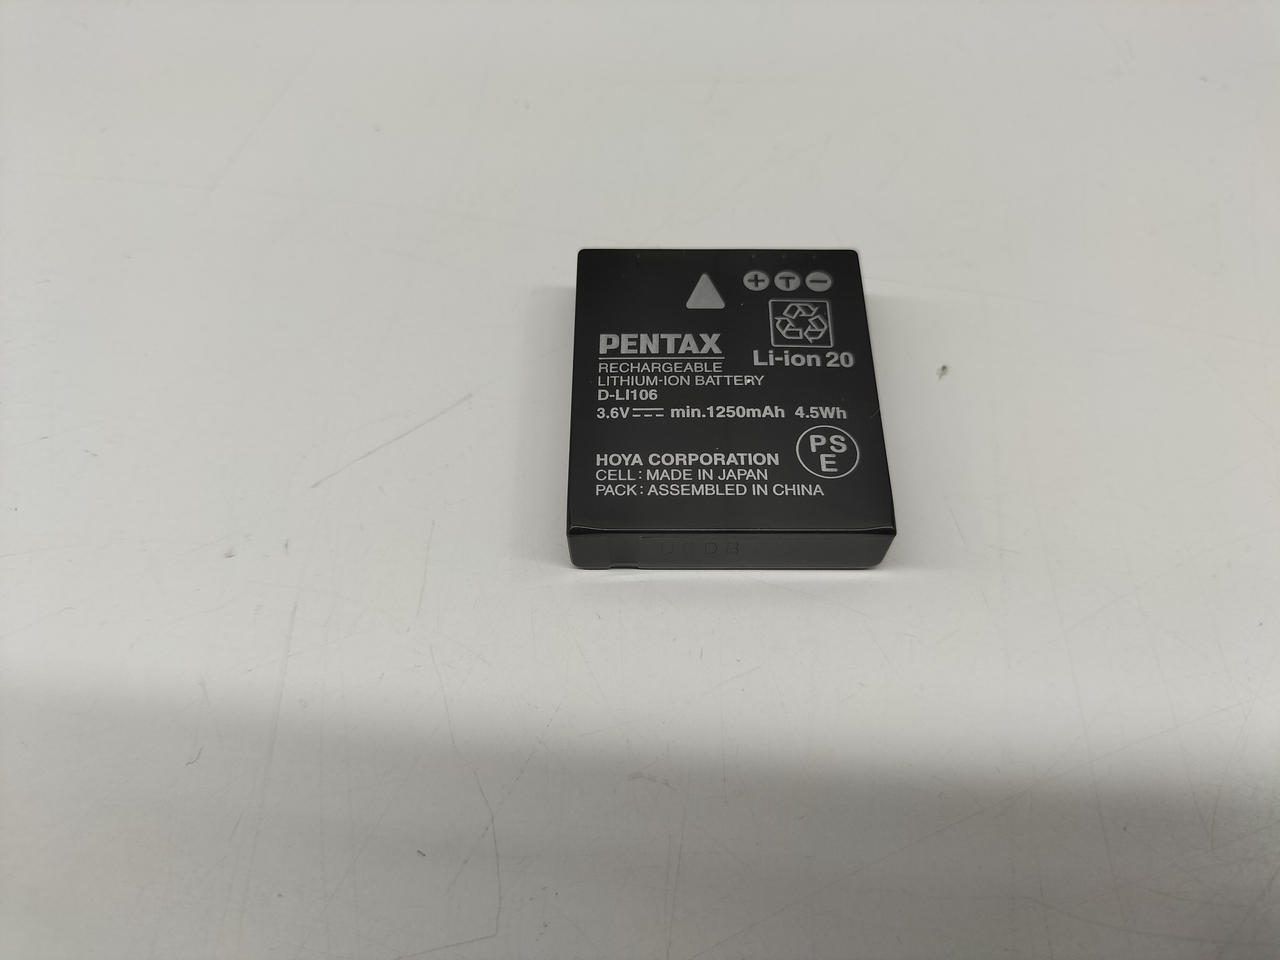 + T −
PENTAX
Li-ion 20
RECHARGEABLE
LITHIUM-ION BATTERY
D-LI106
3.6V⎓ min.1250mAh 4.5Wh
PS
E
HOYA CORPORATION
CELL : MADE IN JAPAN
PACK : ASSEMBLED IN CHINA